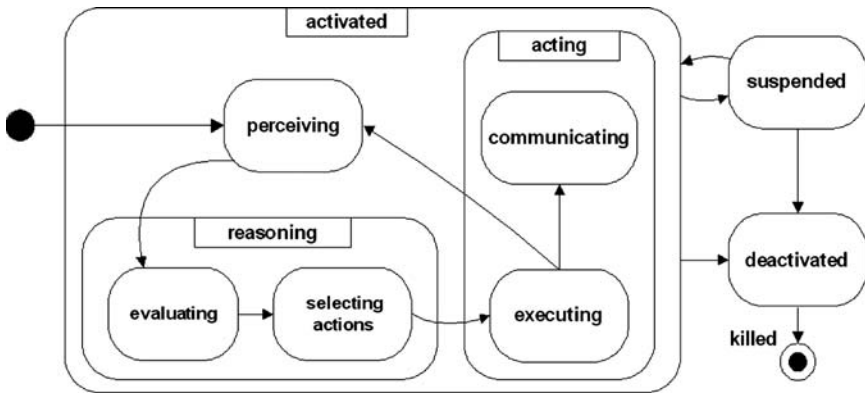 activated
acting
suspended
perceiving
communicating
reasoning
deactivated
evaluating
selecting
actions
executing
killed